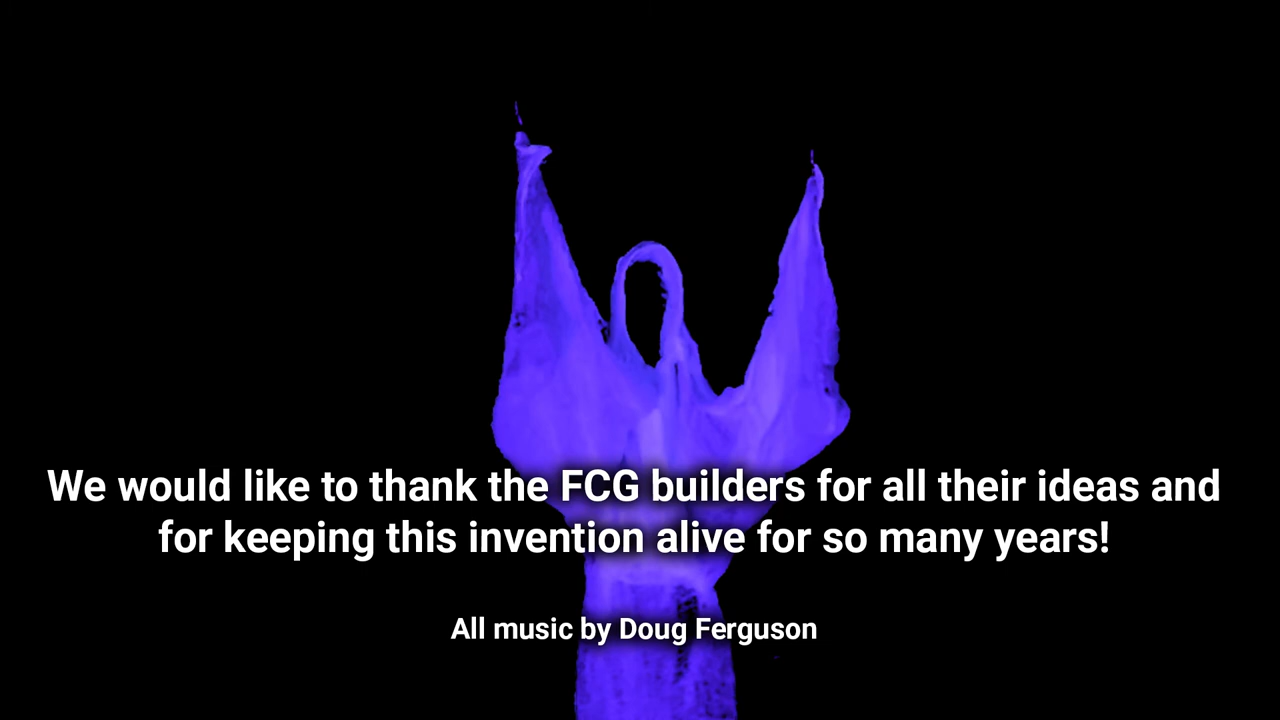 We would like to thank the FCG builders for all their ideas and
for keeping this invention alive for so many years!
All music by Doug Ferguson